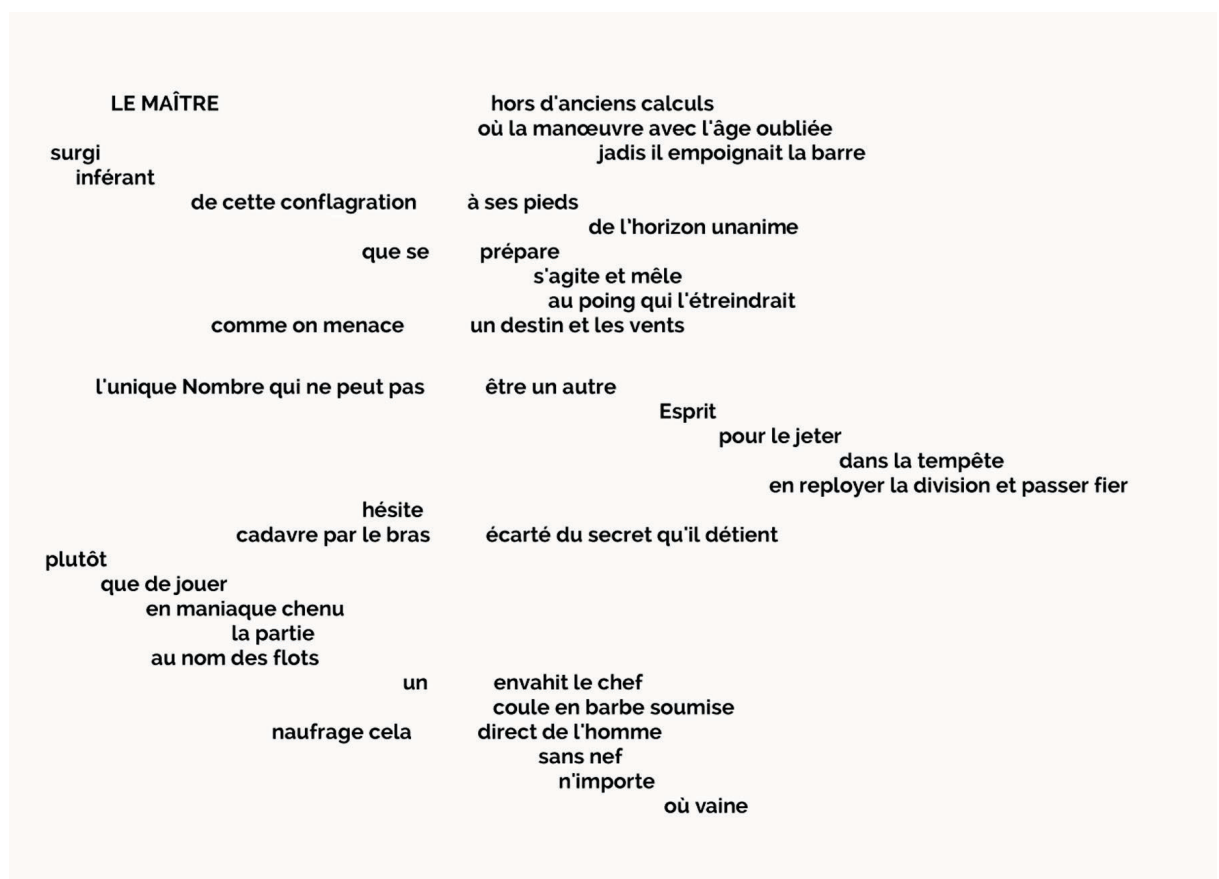 LE MAÎTRE hors d'anciens calculs
où la manœuvre avec l'âge oubliée
surgi jadis il empoignait la barre
inférant
de cette conflagration à ses pieds
de l'horizon unanime
que se prépare
s'agite et mêle
au poing qui l'étreindrait
comme on menace un destin et les vents
l'unique Nombre qui ne peut pas être un autre
Esprit
pour le jeter
dans la tempête
en reployer la division et passer fier
hésite
cadavre par le bras écarté du secret qu'il détient
plutôt
que de jouer
en maniaque chenu
la partie
au nom des flots
un envahit le chef
coule en barbe soumise
naufrage cela direct de l'homme
sans nef
n'importe
où vaine